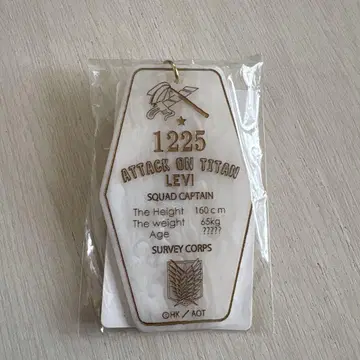 1225
ATTACK ON TITAN
LEVI
SQUAD CAPTAIN
The Height 160cm
The weight 65kg
Age ?????
SURVEY CORPS
©HK／AOT